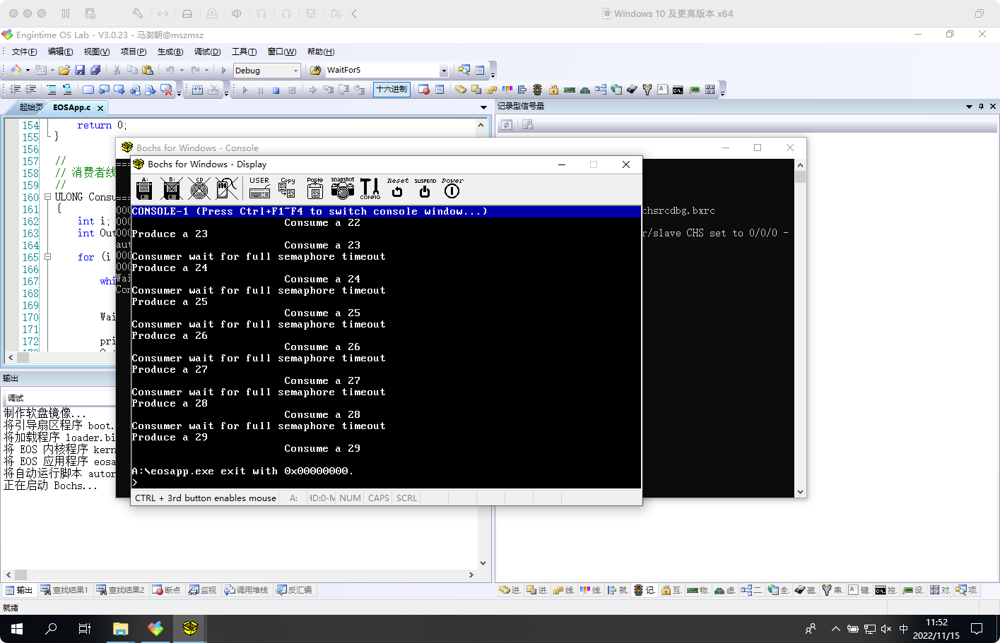 Windows 10 及更高版本 x64
Engintime OS Lab - V3.0.23 - 马澍朝@mszmsz
文件(F) 编辑(E) 视图(V) 项目(P) 生成(B) 调试(D) 工具(T) 窗口(W) 帮助(H)
Debug WaitForS
十六进制
起始页 EOSApp.c
记录型信号量
154 return 0;
155 }
156
157 //
158 // 消费者线
159 //
160 ULONG Consu
161 {
162 int i;
163 int Out
164
165 for (i
166
167 whi
168
169
170 Wai
171
172 pri
Bochs for Windows - Console
chsrcdbg.bxrc
r/slave CHS set to 0/0/0 -
aut
Wai
Con
Bochs for Windows - Display
A: B: CD USER Copy Paste snapshot CONFIG Reset SUSPEND Power
CONSOLE-1 (Press Ctrl+F1~F4 to switch console window...)
Consume a 22
Produce a 23
Consume a 23
Consumer wait for full semaphore timeout
Produce a 24
Consume a 24
Consumer wait for full semaphore timeout
Produce a 25
Consume a 25
Consumer wait for full semaphore timeout
Produce a 26
Consume a 26
Consumer wait for full semaphore timeout
Produce a 27
Consume a 27
Consumer wait for full semaphore timeout
Produce a 28
Consume a 28
Consumer wait for full semaphore timeout
Produce a 29
Consume a 29
A:\eosapp.exe exit with 0x00000000.
>
CTRL + 3rd button enables mouse A: HD:0-M NUM CAPS SCRL
输出
调试
制作软盘镜像...
将引导扇区程序 boot.
将加载程序 loader.bi
将 EOS 内核程序 kern
将 EOS 应用程序 eosa
将自动运行脚本 autor
正在启动 Bochs...
输出 查找结果1 查找结果2 断点 监视 调用堆栈 反汇编
进. 进. 线. 线. 就. 记. 互. 物. 虚. 二. 全. 磁. 串. 键. 控. 设. 对. 项.
就绪
中
11:52
2022/11/15